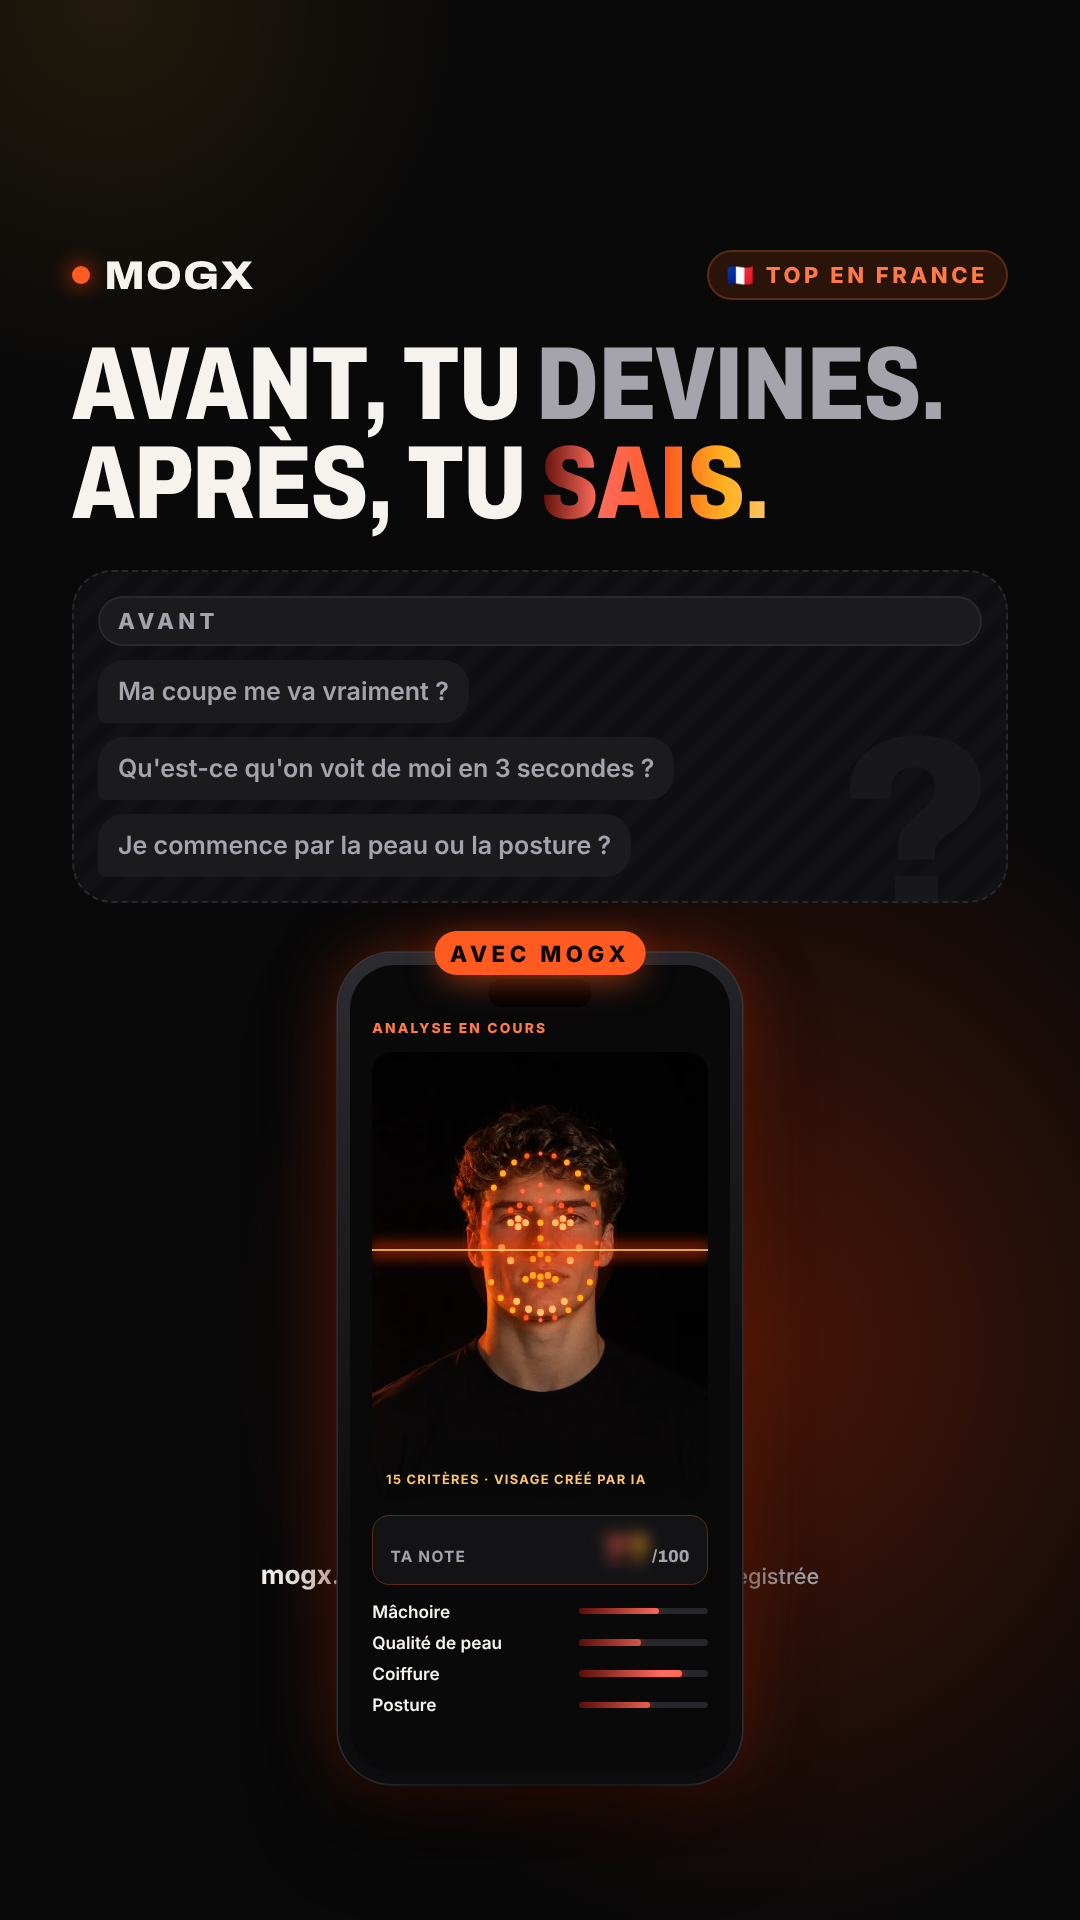 MOGX
🇫🇷 TOP EN FRANCE
AVANT, TU DEVINES.
APRÈS, TU SAIS.
AVANT
Ma coupe me va vraiment ?
Qu'est-ce qu'on voit de moi en 3 secondes ?
Je commence par la peau ou la posture ?
?
AVEC MOGX
ANALYSE EN COURS
15 CRITÈRES · VISAGE CRÉÉ PAR IA
TA NOTE /100
mogx.
Mâchoire
Qualité de peau
Coiffure
Posture